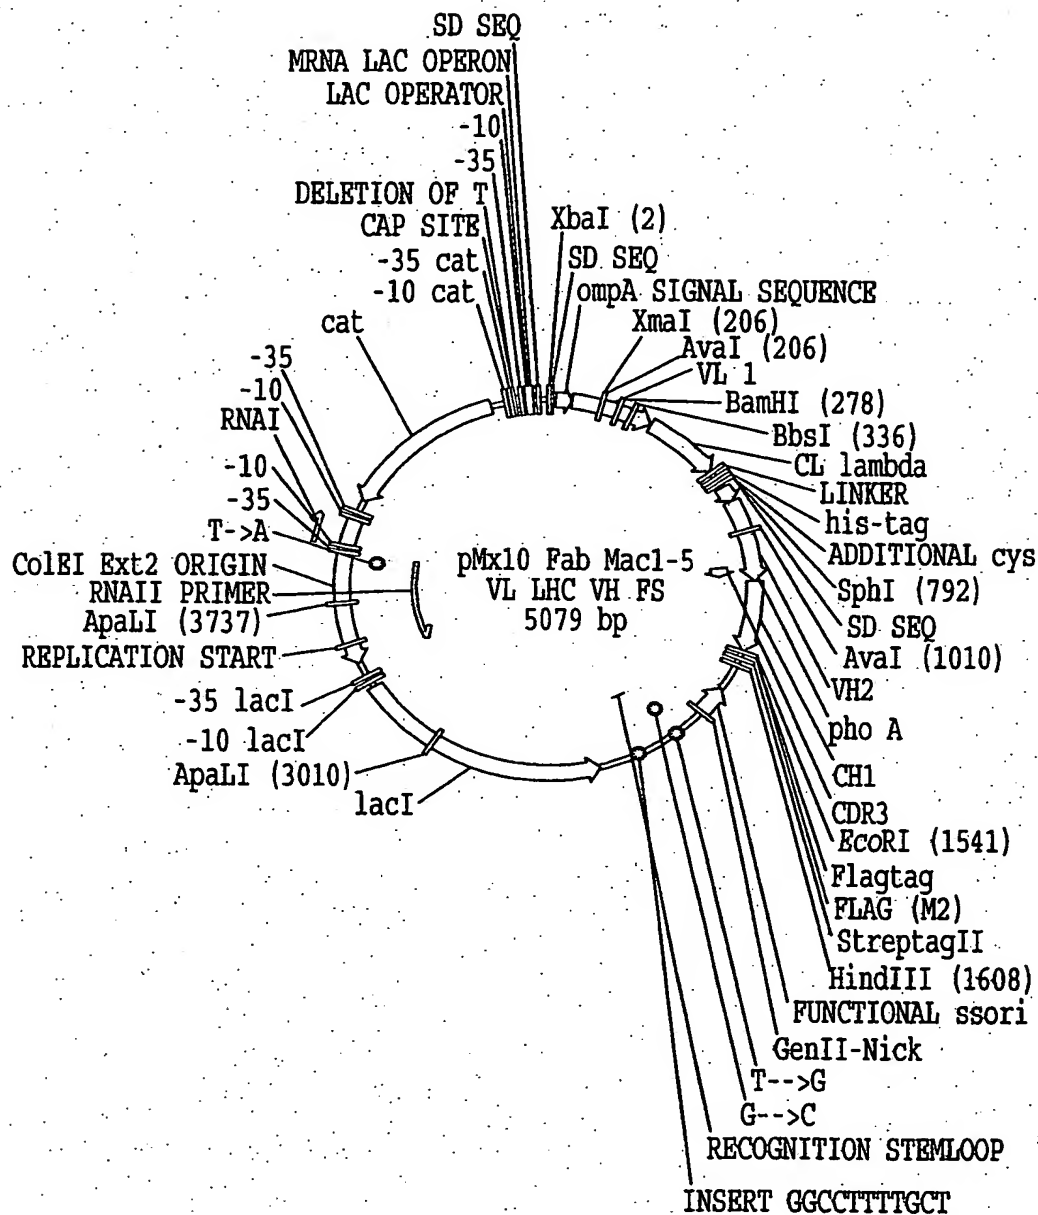 SD SEQ
MRNA LAC OPERON
LAC OPERATOR
-10
-35
DELETION OF T
CAP SITE
-35 cat
-10 cat
cat
-35
-10
RNAI
-10
-35
T->A
ColEI Ext2 ORIGIN
RNAII PRIMER
ApaLI (3737)
REPLICATION START
-35 lacI
-10 lacI
ApaLI (3010)
lacI
XbaI (2)
SD SEQ
ompA SIGNAL SEQUENCE
XmaI (206)
AvaI (206)
VL 1
BamHI (278)
BbsI (336)
CL lambda
LINKER
his-tag
ADDITIONAL cys
SphI (792)
SD SEQ
AvaI (1010)
VH2
pho A
CH1
CDR3
EcoRI (1541)
Flagtag
FLAG (M2)
StreptagII
HindIII (1608)
FUNCTIONAL ssori
GenII-Nick
T-->G
G-->C
RECOGNITION STEMLOOP
INSERT GGCCTTTTGCT
pMx10 Fab Mac1-5
VL LHC VH FS
5079 bp